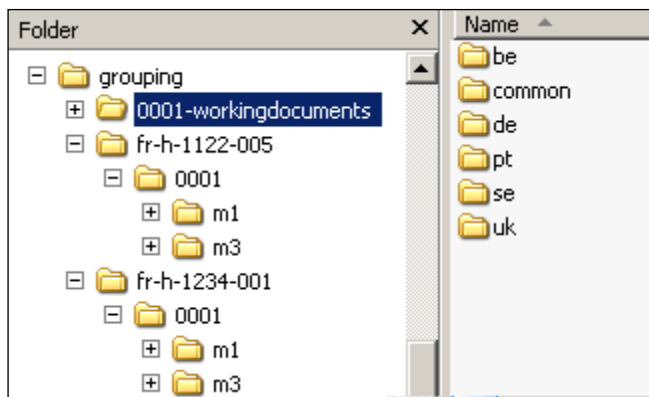 Folder
grouping
0001-workingdocuments
fr-h-1122-005
0001
m1
m3
fr-h-1234-001
0001
m1
m3
Name
be
common
de
pt
se
uk